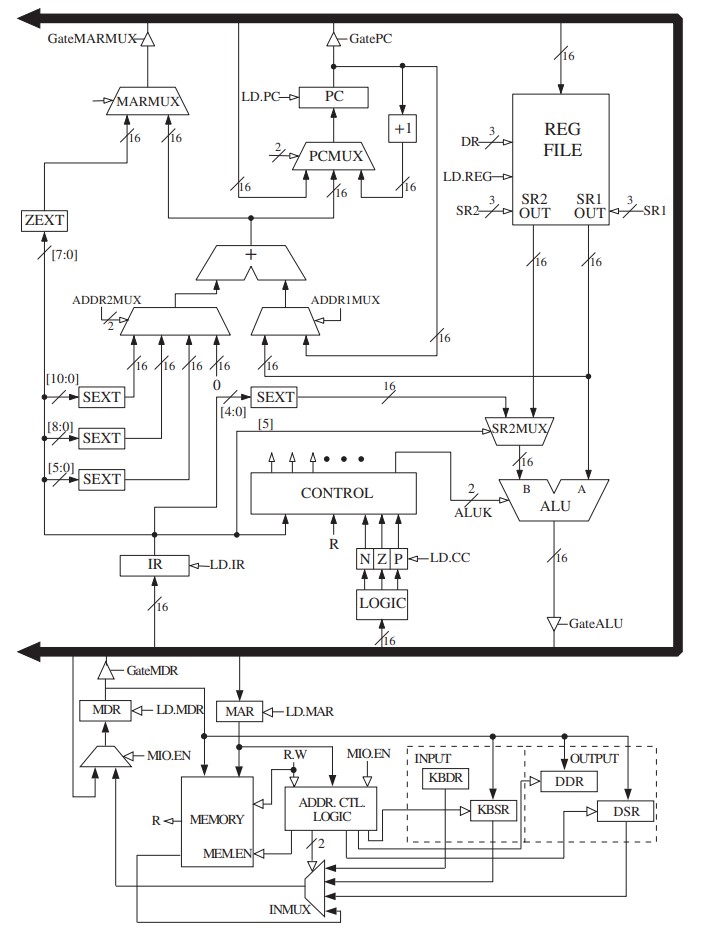 GateMARMUX
GatePC
16
MARMUX
LD.PC
PC
+1
REG
FILE
DR
3
16
16
2
PCMUX
LD.REG
16
16
16
SR2
3
SR2
OUT
SR1
OUT
3
SR1
ZEXT
[7:0]
+
16
16
ADDR2MUX
2
ADDR1MUX
16
16
16
16
16
16
0
[10:0]
SEXT
[4:0]
SEXT
16
[8:0]
SEXT
[5]
SR2MUX
16
[5:0]
SEXT
CONTROL
2
ALUK
B
A
ALU
R
IR
LD.IR
N
Z
P
LD.CC
16
16
LOGIC
16
GateALU
GateMDR
MDR
LD.MDR
MAR
LD.MAR
MIO.EN
R.W
MIO.EN
INPUT
OUTPUT
KBDR
DDR
MEMORY
R
ADDR. CTL.
LOGIC
KBSR
DSR
MEM.EN
2
INMUX